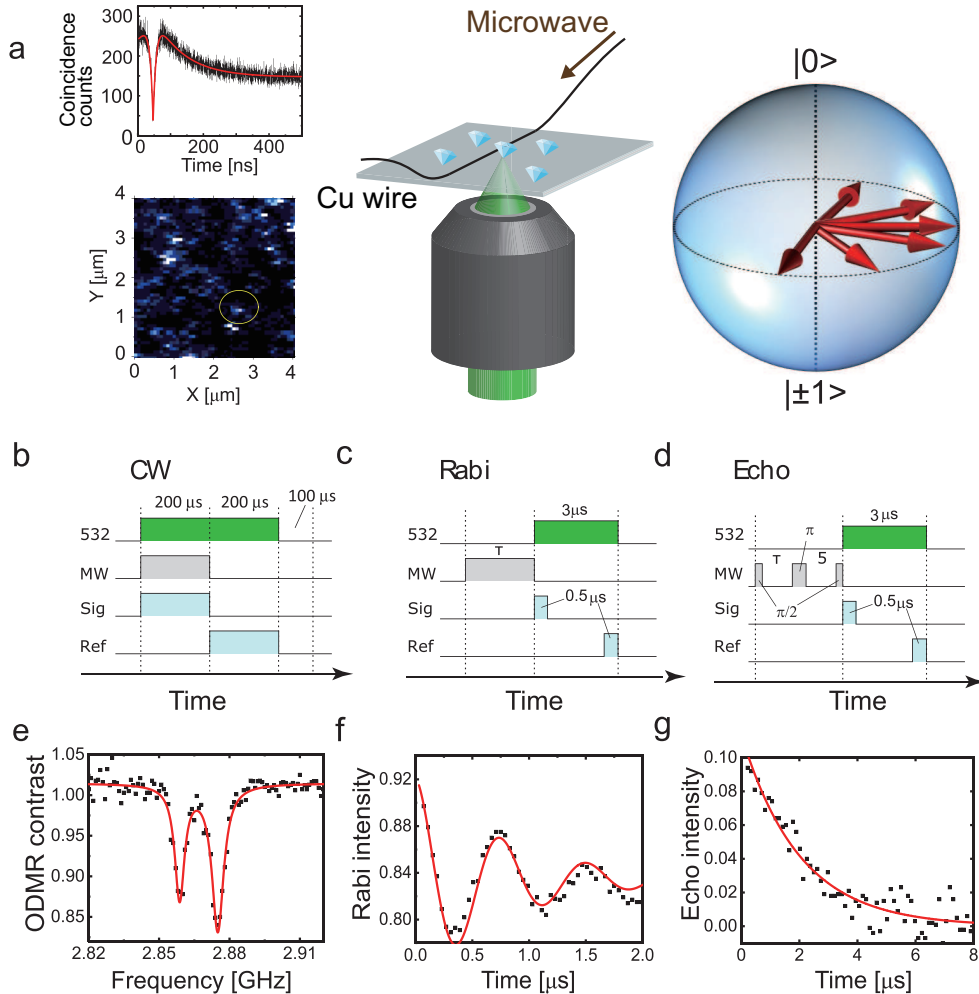 a
Coincidence
counts
300
200
100
0
0
200
400
Time [ns]
Y [μm]
4
3
2
1
0
0
1
2
3
4
X [μm]
Microwave
Cu wire
|0>
|±1>
b
CW
200 μs
200 μs
100 μs
532
MW
Sig
Ref
Time
c
Rabi
3μs
532
T
MW
Sig
0.5μs
Ref
Time
d
Echo
3 μs
532
π
T
5
MW
π/2
Sig
0.5μs
Ref
Time
e
ODMR contrast
1.05
1.00
0.95
0.90
0.85
2.82
2.85
2.88
2.91
Frequency [GHz]
f
Rabi intensity
0.92
0.88
0.84
0.80
0.0
0.5
1.0
1.5
2.0
Time [μs]
g
Echo intensity
0.10
0.08
0.06
0.04
0.02
0.00
0
2
4
6
8
Time [μs]